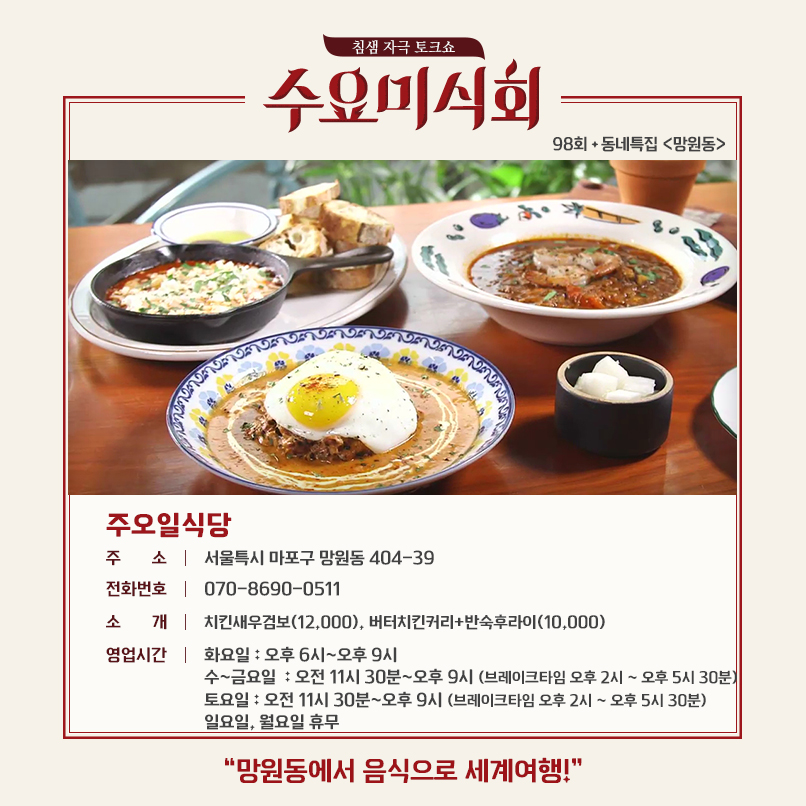 침샘 자극 토크쇼
수요미식회
98회 + 동네특집 <망원동>
주오일식당
주 소 | 서울특시 마포구 망원동 404-39
전화번호 | 070-8690-0511
소 개 | 치킨새우검보(12,000), 버터치킨커리+반숙후라이(10,000)
영업시간 | 화요일 : 오후 6시~오후 9시
수~금요일 : 오전 11시 30분~오후 9시 (브레이크타임 오후 2시 ~ 오후 5시 30분)
토요일 : 오전 11시 30분~오후 9시 (브레이크타임 오후 2시 ~ 오후 5시 30분)
일요일, 월요일 휴무
“망원동에서 음식으로 세계여행!”